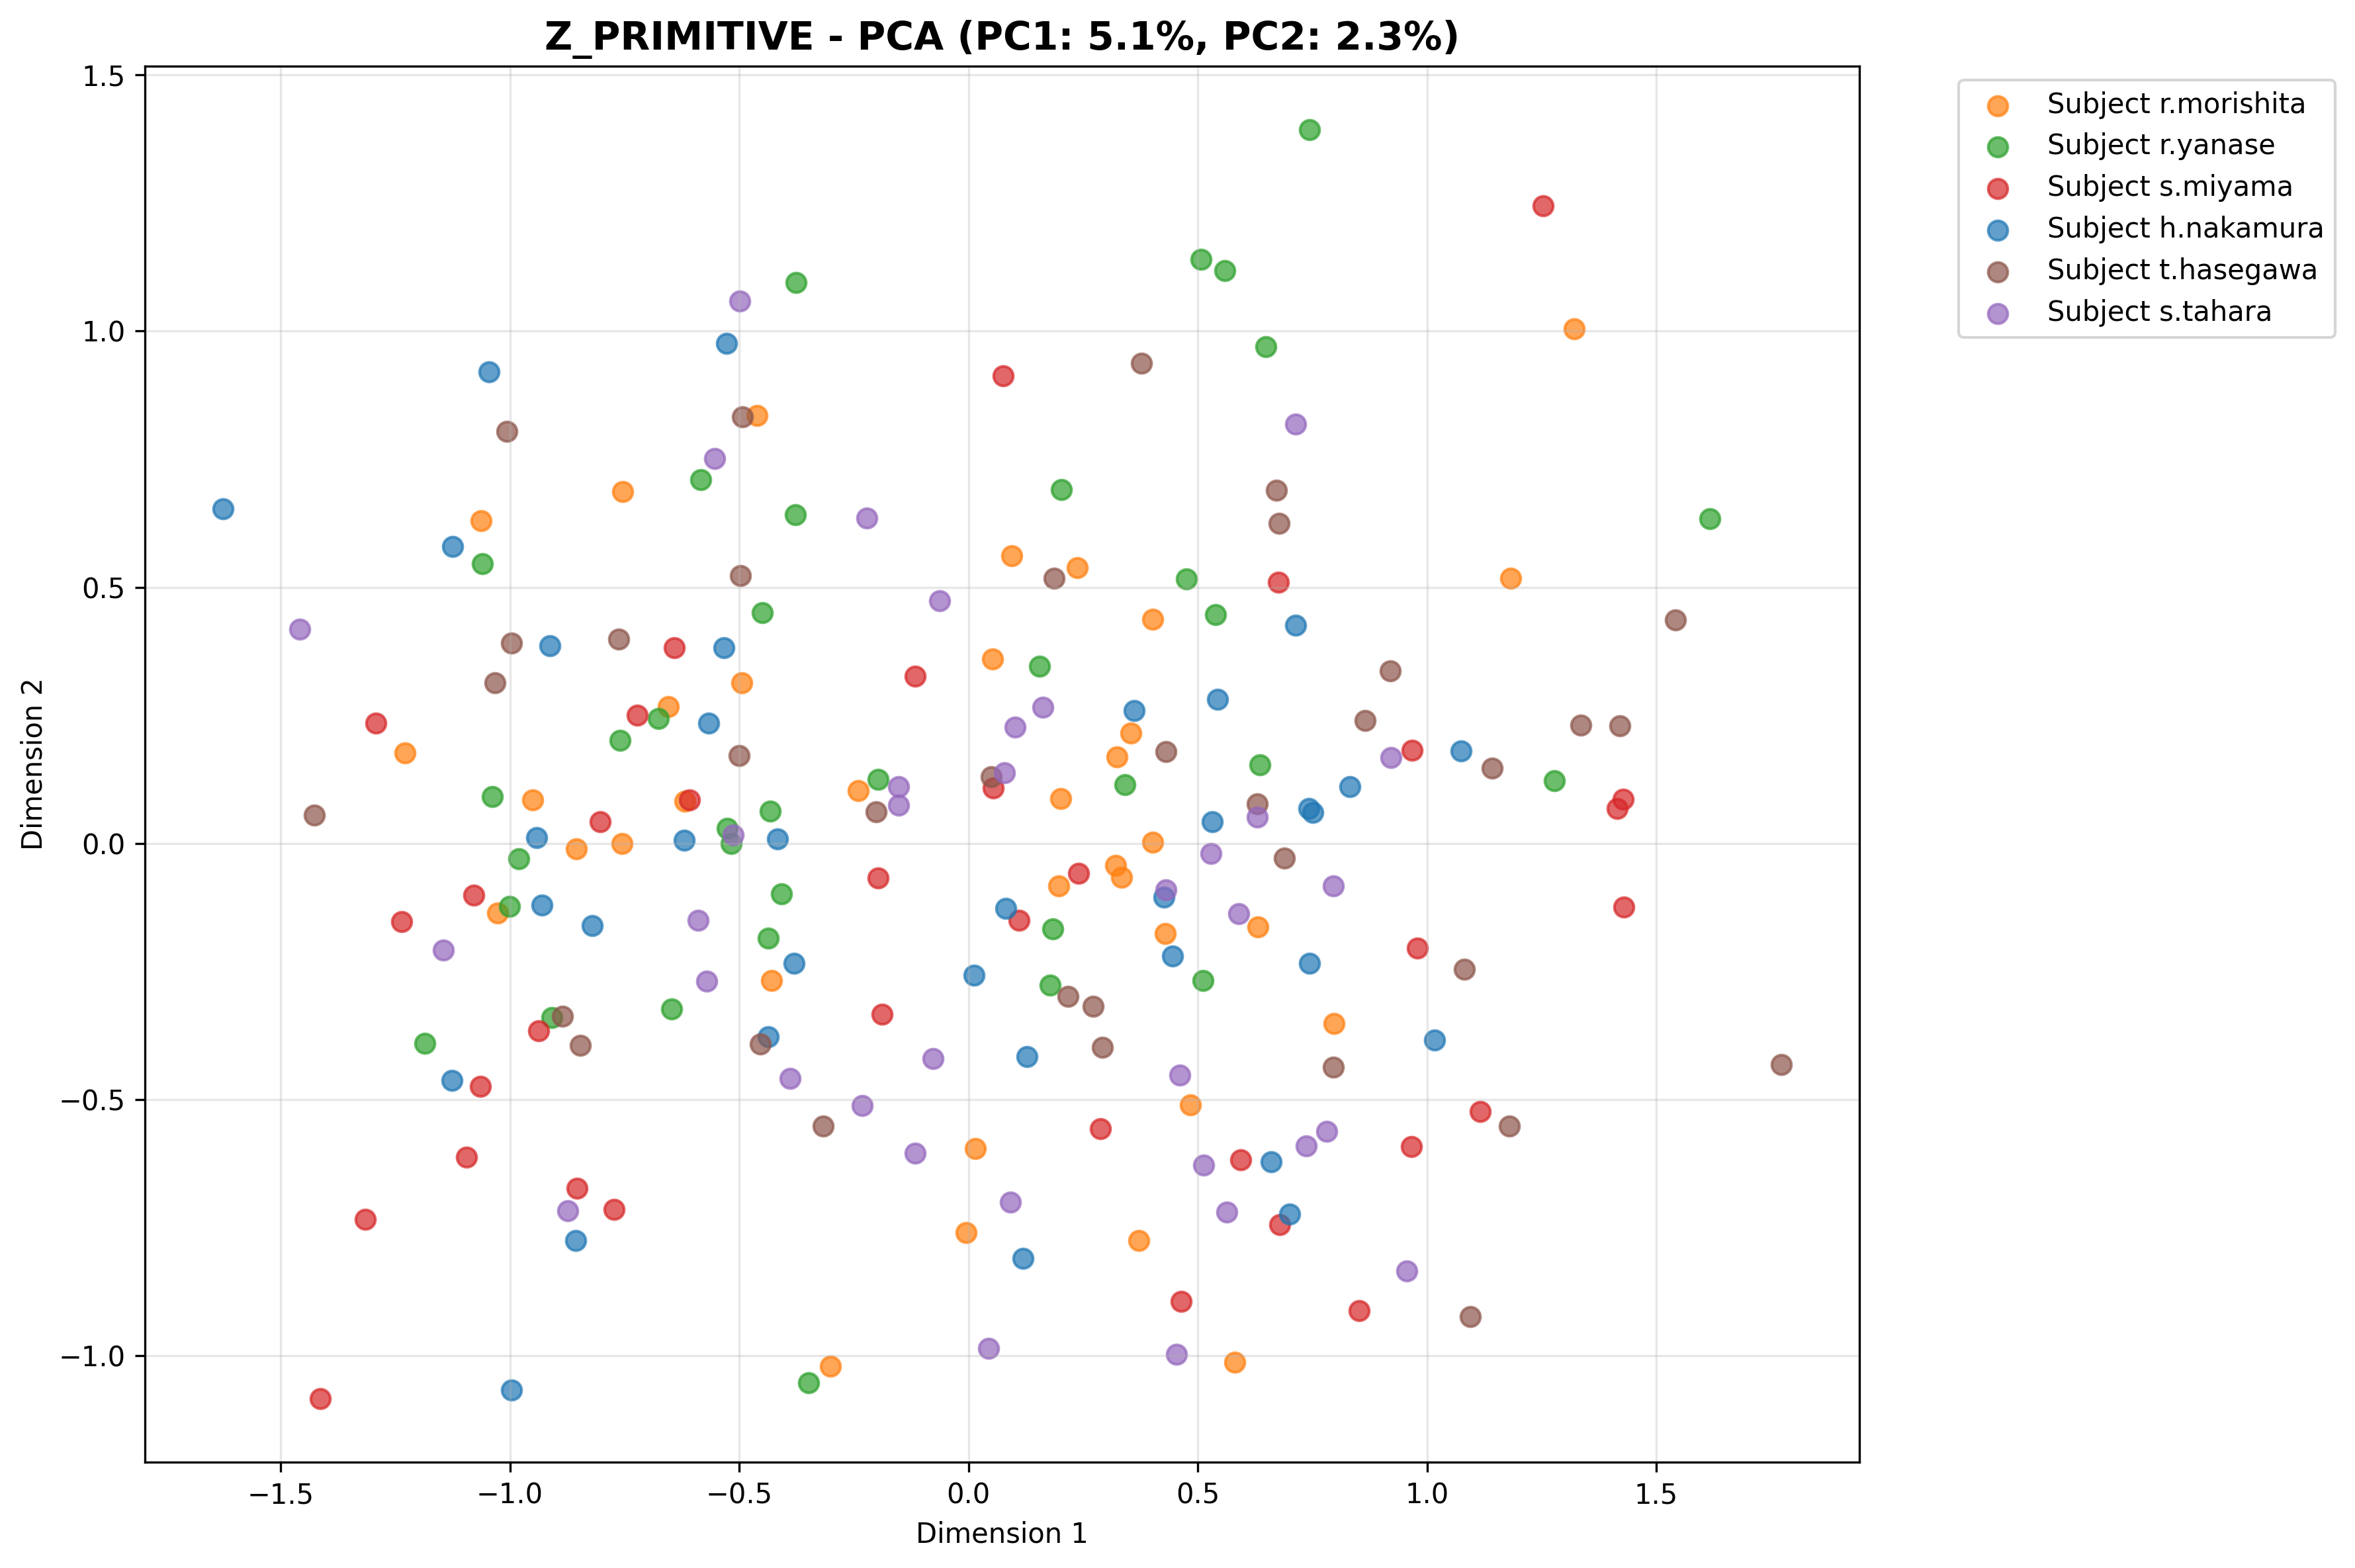 Z_PRIMITIVE - PCA (PC1: 5.1%, PC2: 2.3%)
Subject r.morishita
Subject r.yanase
Subject s.miyama
Subject h.nakamura
Subject t.hasegawa
Subject s.tahara
1.5
1.0
0.5
0.0
−0.5
−1.0
Dimension 2
−1.5
−1.0
−0.5
0.0
0.5
1.0
1.5
Dimension 1